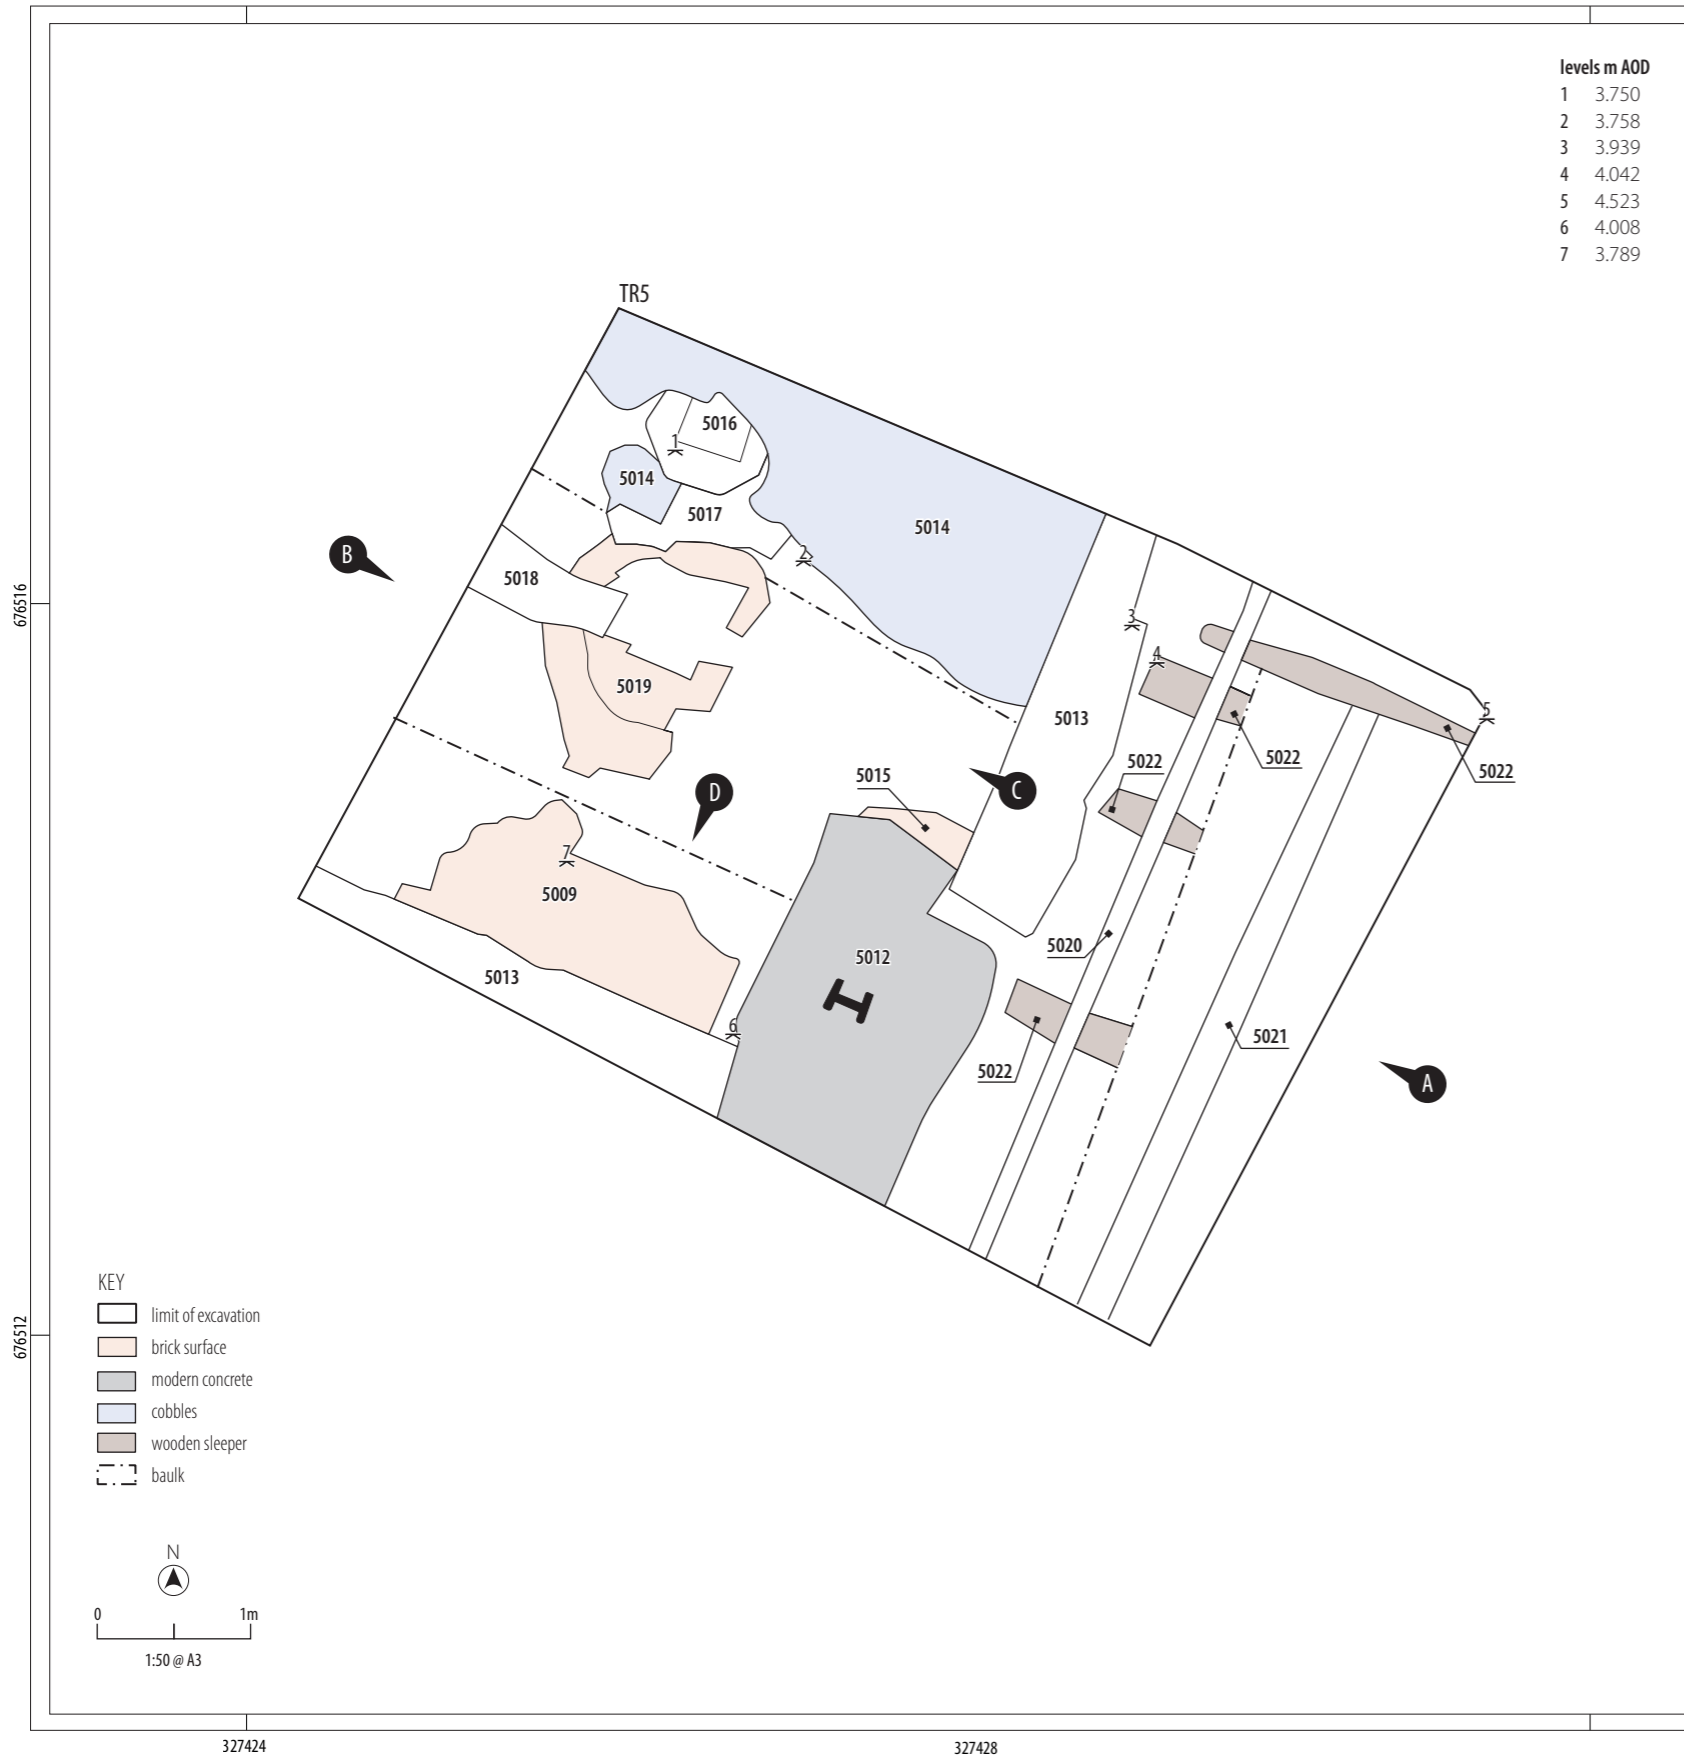 levels m AOD
1 3.750
2 3.758
3 3.939
4 4.042
5 4.523
6 4.008
7 3.789
TR5
5016
1
5014
5017
5014
2
B
5018
676516
3
4
5019
5013
5
5022
5022
5022
5015
C
D
7
5009
5012
5020
5013
6
5021
5022
A
KEY
limit of excavation
brick surface
modern concrete
cobbles
wooden sleeper
baulk
676512
N
0 1m
1:50 @ A3
327424
327428